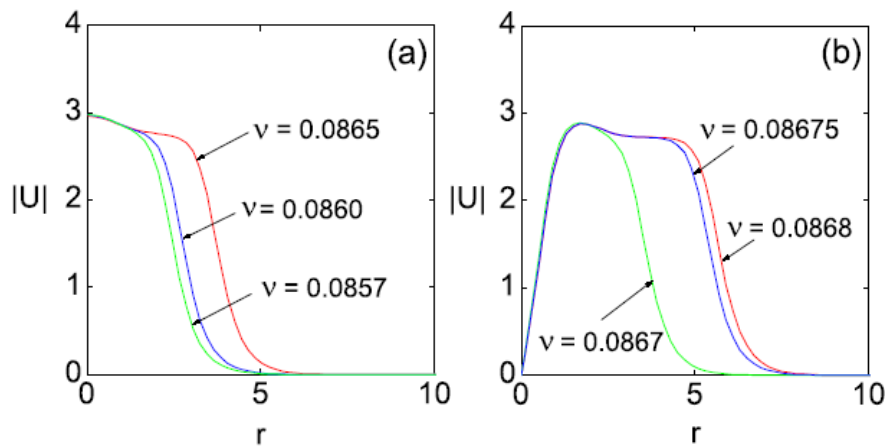 4
(a)
3
ν = 0.0865
|U|
2
ν = 0.0860
1
ν = 0.0857
0
0
5
10
r
4
(b)
3
ν = 0.08675
|U|
2
ν = 0.0868
1
ν = 0.0867
0
0
5
10
r